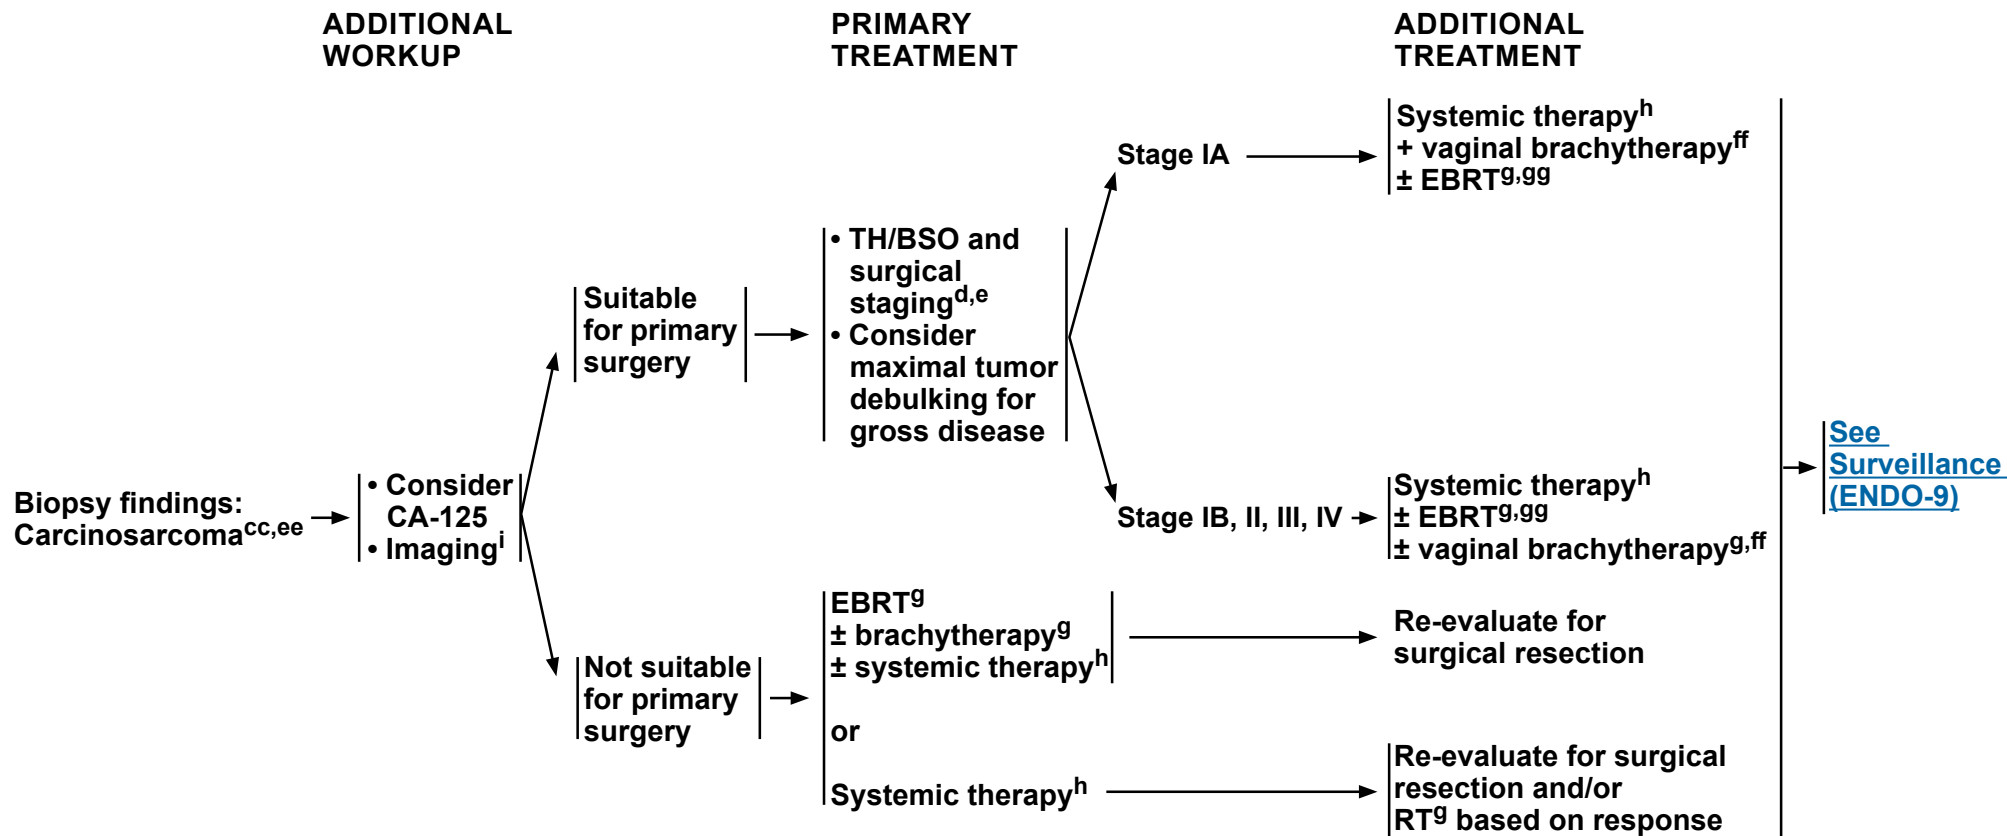 ADDITIONAL
WORKUP
PRIMARY
TREATMENT
ADDITIONAL
TREATMENT
Biopsy findings:
Carcinosarcomacc,ee
• Consider
CA-125
• Imagingi
Suitable
for primary
surgery
• TH/BSO and
surgical
stagingd,e
• Consider
maximal tumor
debulking for
gross disease
Stage IA
Systemic therapyh
+ vaginal brachytherapyff
± EBRTg,gg
Stage IB, II, III, IV
Systemic therapyh
± EBRTg,gg
± vaginal brachytherapyg,ff
Not suitable
for primary
surgery
EBRTg
± brachytherapyg
± systemic therapyh
or
Systemic therapyh
Re-evaluate for
surgical resection
Re-evaluate for surgical
resection and/or
RTg based on response
See
Surveillance
(ENDO-9)